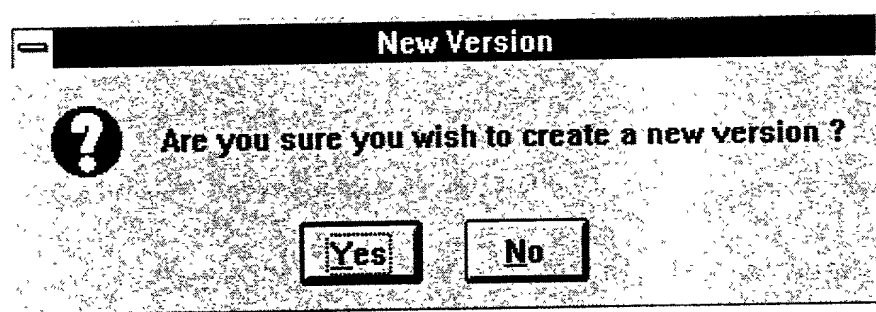 New Version
Are you sure you wish to create a new version ?
Yes
No